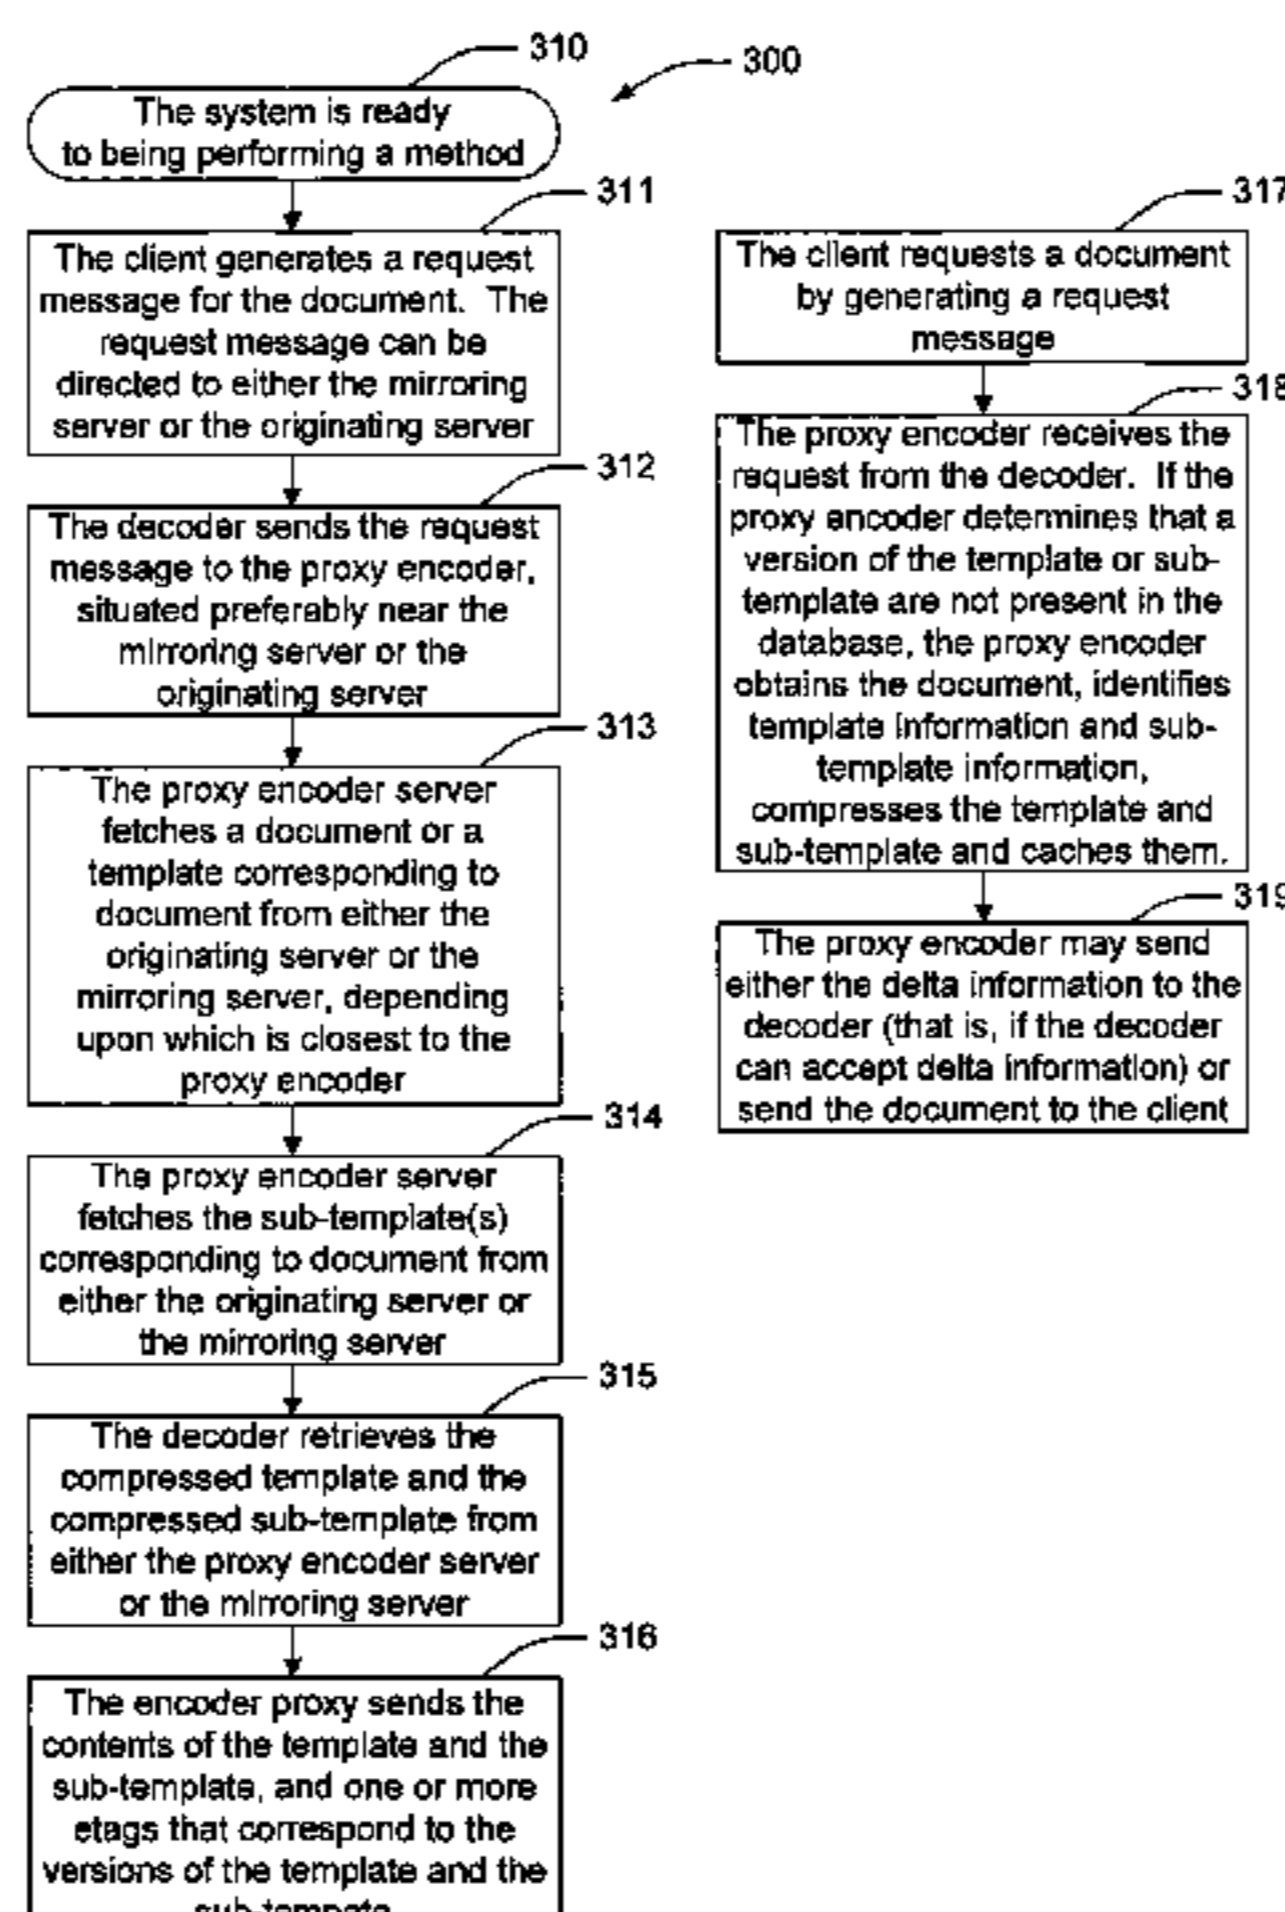 310
300
The system is ready
to being performing a method
311
The client generates a request
message for the document. The
request message can be
directed to either the mirroring
server or the originating server
312
The decoder sends the request
message to the proxy encoder,
situated preferably near the
mirroring server or the
originating server
313
The proxy encoder server
fetches a document or a
template corresponding to
document from either the
originating server or the
mirroring server, depending
upon which is closest to the
proxy encoder
314
The proxy encoder server
fetches the sub-template(s)
corresponding to document from
either the originating server or
the mirroring server
315
The decoder retrieves the
compressed template and the
compressed sub-template from
either the proxy encoder server
or the mirroring server
316
The encoder proxy sends the
contents of the template and the
sub-template, and one or more
etags that correspond to the
versions of the template and the
sub-tempate
317
The client requests a document
by generating a request
message
318
The proxy encoder receives the
request from the decoder. If the
proxy encoder determines that a
version of the template or sub-
template are not present in the
database, the proxy encoder
obtains the document, identifies
template information and sub-
template information,
compresses the template and
sub-template and caches them.
319
The proxy encoder may send
either the delta information to the
decoder (that is, if the decoder
can accept delta information) or
send the document to the client